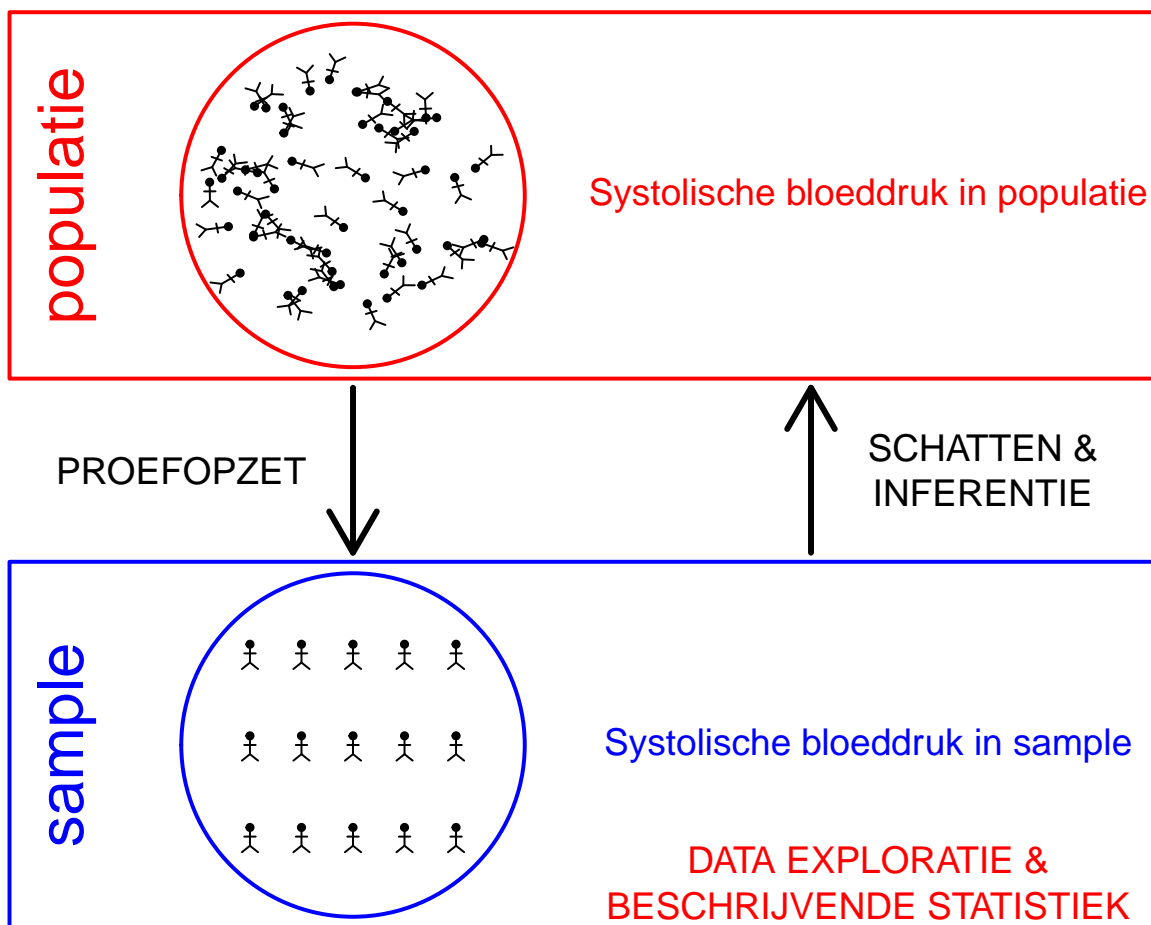 populatie
Systolische bloeddruk in populatie
PROEFOPZET
SCHATTEN &
INFERENTIE
sample
Systolische bloeddruk in sample
DATA EXPLORATIE &
BESCHRIJVENDE STATISTIEK